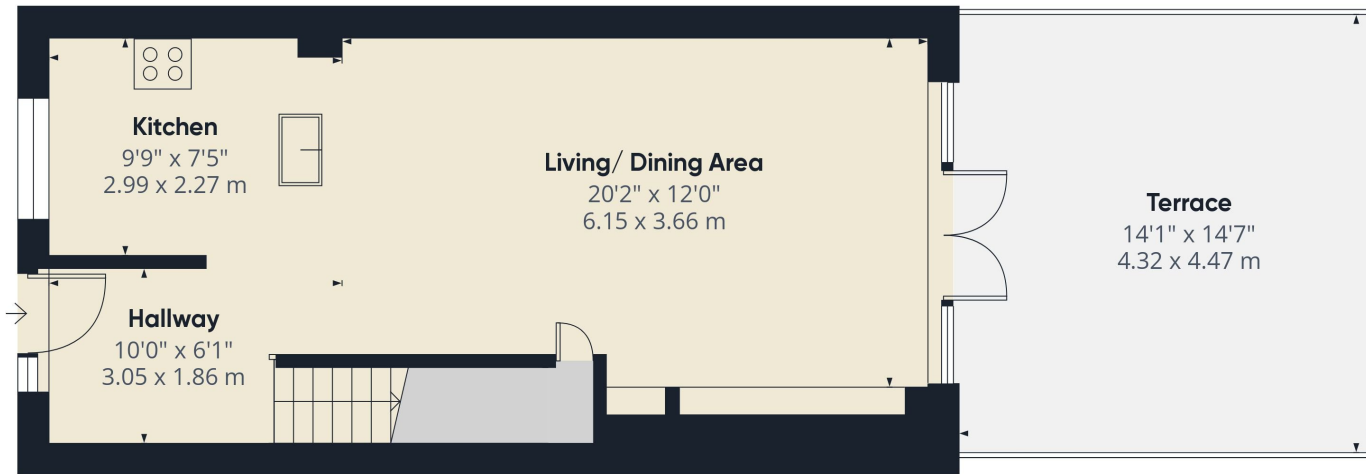 Kitchen
9'9" x 7'5"
2.99 x 2.27 m
Living/ Dining Area
20'2" x 12'0"
6.15 x 3.66 m
Terrace
14'1" x 14'7"
4.32 x 4.47 m
Hallway
10'0" x 6'1"
3.05 x 1.86 m